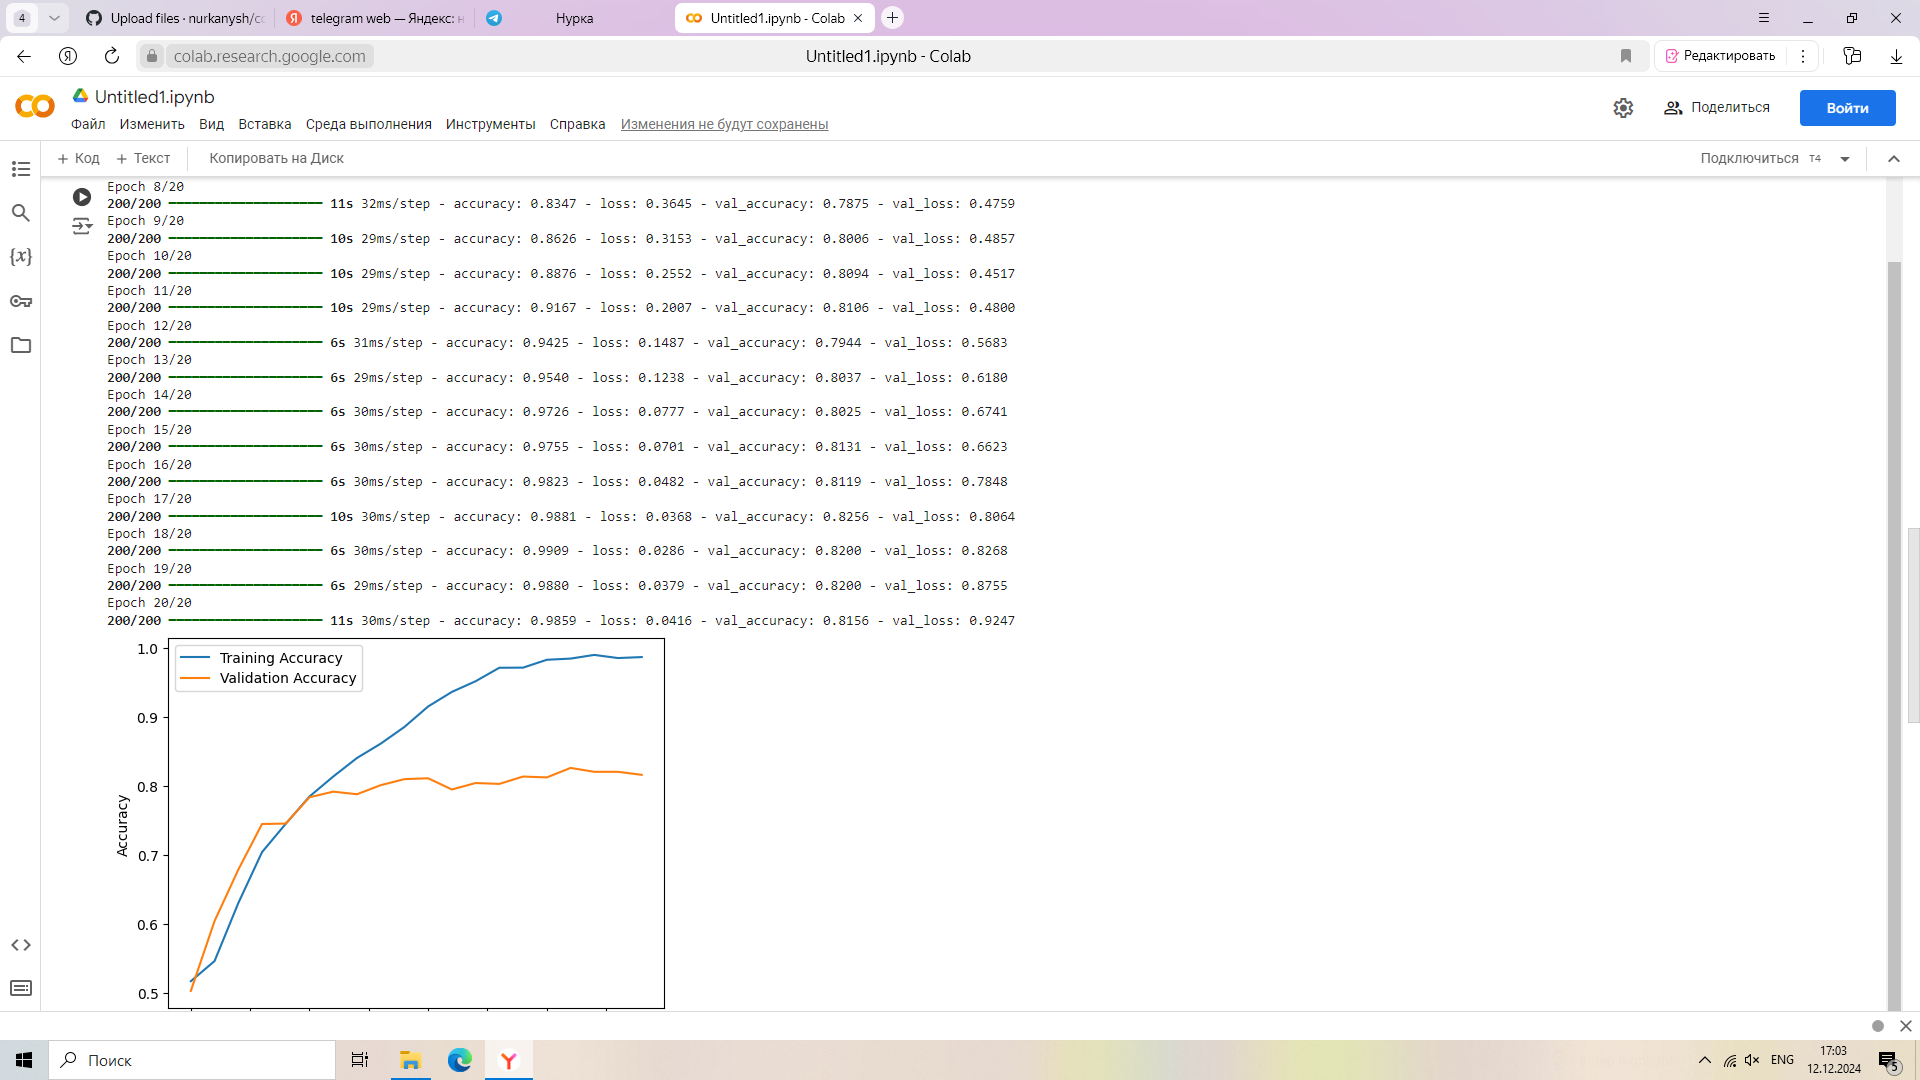 4
Upload files · nurkanysh/cc
telegram web — Яндекс: н
Нурка
Untitled1.ipynb - Colab
colab.research.google.com
Untitled1.ipynb - Colab
Редактировать
Untitled1.ipynb
Файл Изменить Вид Вставка Среда выполнения Инструменты Справка Изменения не будут сохранены
Поделиться
Войти
+ Код + Текст Копировать на Диск
Подключиться T4
Epoch 8/20
200/200 11s 32ms/step - accuracy: 0.8347 - loss: 0.3645 - val_accuracy: 0.7875 - val_loss: 0.4759
Epoch 9/20
200/200 10s 29ms/step - accuracy: 0.8626 - loss: 0.3153 - val_accuracy: 0.8006 - val_loss: 0.4857
Epoch 10/20
200/200 10s 29ms/step - accuracy: 0.8876 - loss: 0.2552 - val_accuracy: 0.8094 - val_loss: 0.4517
Epoch 11/20
200/200 10s 29ms/step - accuracy: 0.9167 - loss: 0.2007 - val_accuracy: 0.8106 - val_loss: 0.4800
Epoch 12/20
200/200 6s 31ms/step - accuracy: 0.9425 - loss: 0.1487 - val_accuracy: 0.7944 - val_loss: 0.5683
Epoch 13/20
200/200 6s 29ms/step - accuracy: 0.9540 - loss: 0.1238 - val_accuracy: 0.8037 - val_loss: 0.6180
Epoch 14/20
200/200 6s 30ms/step - accuracy: 0.9726 - loss: 0.0777 - val_accuracy: 0.8025 - val_loss: 0.6741
Epoch 15/20
200/200 6s 30ms/step - accuracy: 0.9755 - loss: 0.0701 - val_accuracy: 0.8131 - val_loss: 0.6623
Epoch 16/20
200/200 6s 30ms/step - accuracy: 0.9823 - loss: 0.0482 - val_accuracy: 0.8119 - val_loss: 0.7848
Epoch 17/20
200/200 10s 30ms/step - accuracy: 0.9881 - loss: 0.0368 - val_accuracy: 0.8256 - val_loss: 0.8064
Epoch 18/20
200/200 6s 30ms/step - accuracy: 0.9909 - loss: 0.0286 - val_accuracy: 0.8200 - val_loss: 0.8268
Epoch 19/20
200/200 6s 29ms/step - accuracy: 0.9880 - loss: 0.0379 - val_accuracy: 0.8200 - val_loss: 0.8755
Epoch 20/20
200/200 11s 30ms/step - accuracy: 0.9859 - loss: 0.0416 - val_accuracy: 0.8156 - val_loss: 0.9247
Training Accuracy
Validation Accuracy
1.0
0.9
0.8
0.7
0.6
0.5
Accuracy
Поиск
ENG
17:03
12.12.2024
5